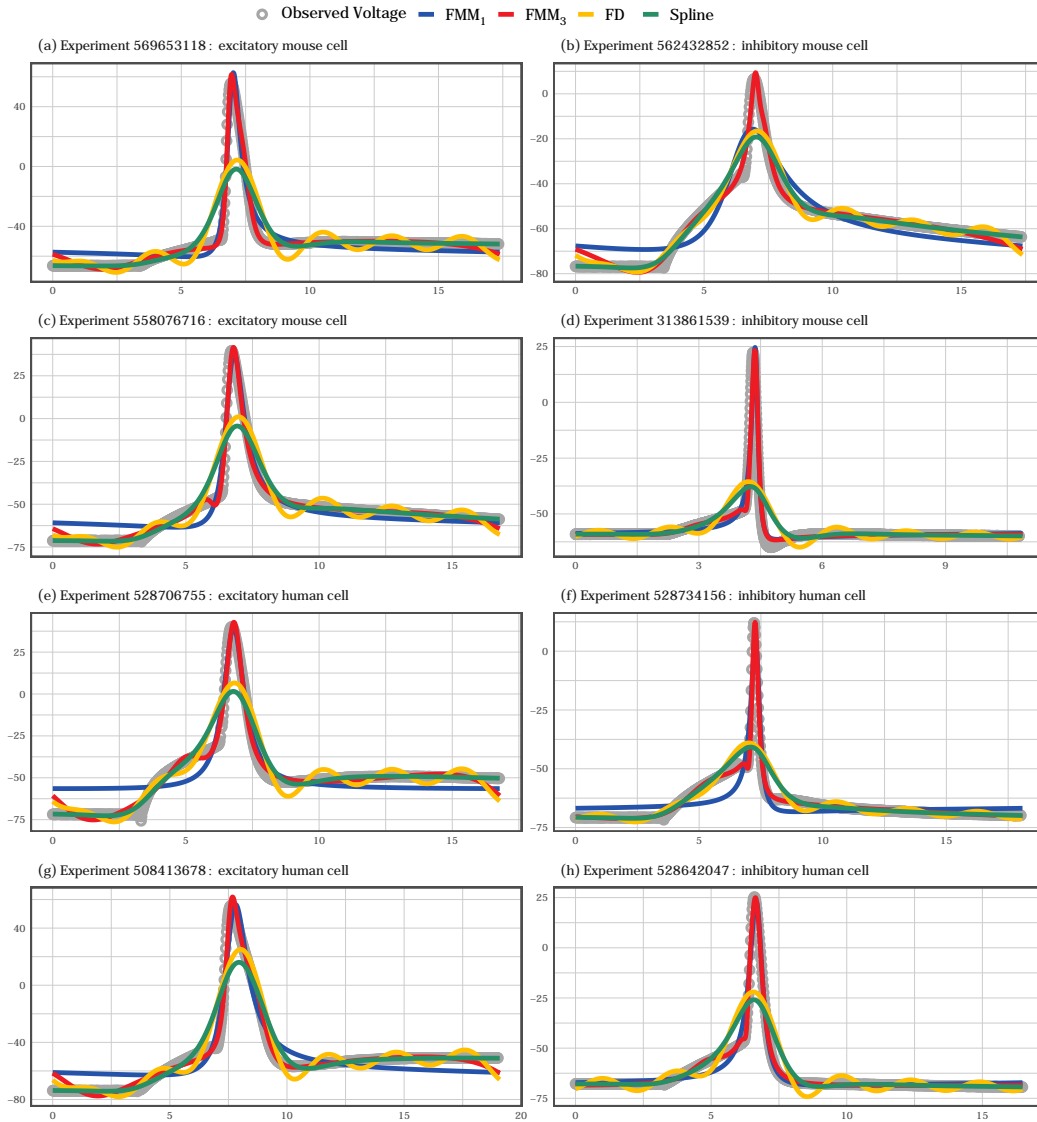 Observed Voltage FMM₁ FMM₃ FD Spline
(a) Experiment 569653118: excitatory mouse cell
(b) Experiment 562432852: inhibitory mouse cell
40
0
−40
0 5 10 15
0
−20
−40
−60
−80
0 5 10 15
(c) Experiment 558076716: excitatory mouse cell
(d) Experiment 313861539: inhibitory mouse cell
25
0
−25
−50
−75
0 5 10 15
25
0
−25
−50
0 3 6 9
(e) Experiment 528706755: excitatory human cell
(f) Experiment 528734156: inhibitory human cell
25
0
−25
−50
−75
0 5 10 15
0
−25
−50
−75
0 5 10 15
(g) Experiment 508413678: excitatory human cell
(h) Experiment 528642047: inhibitory human cell
40
0
−40
−80
0 5 10 15 20
25
0
−25
−50
−75
0 5 10 15